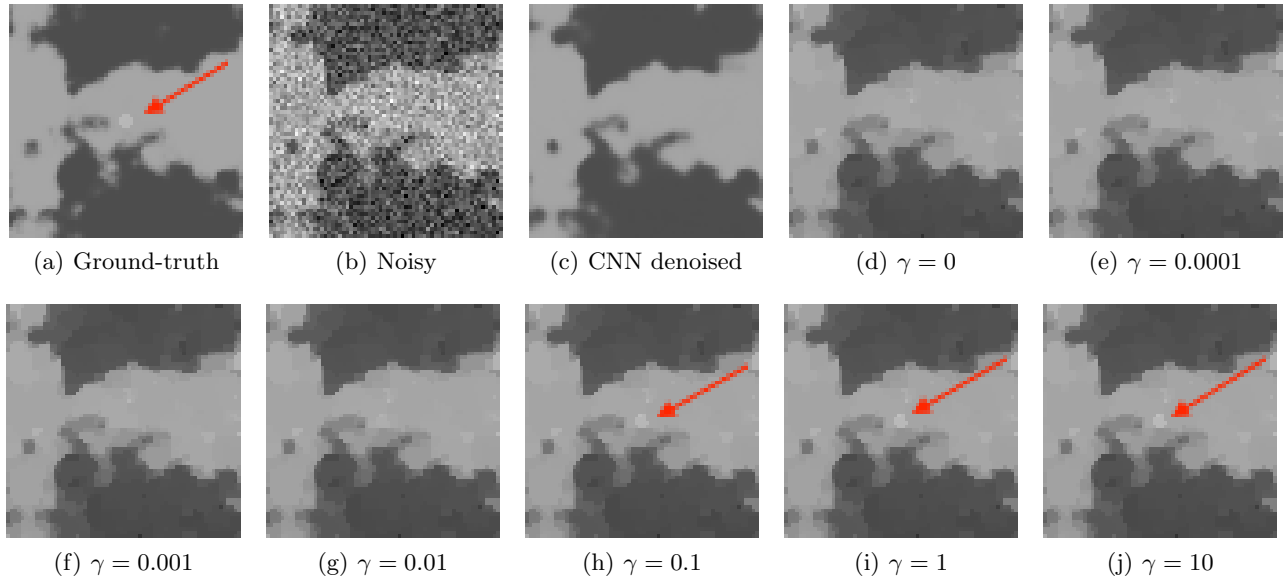 (a) Ground-truth
(b) Noisy
(c) CNN denoised
(d) γ = 0
(e) γ = 0.0001
(f) γ = 0.001
(g) γ = 0.01
(h) γ = 0.1
(i) γ = 1
(j) γ = 10